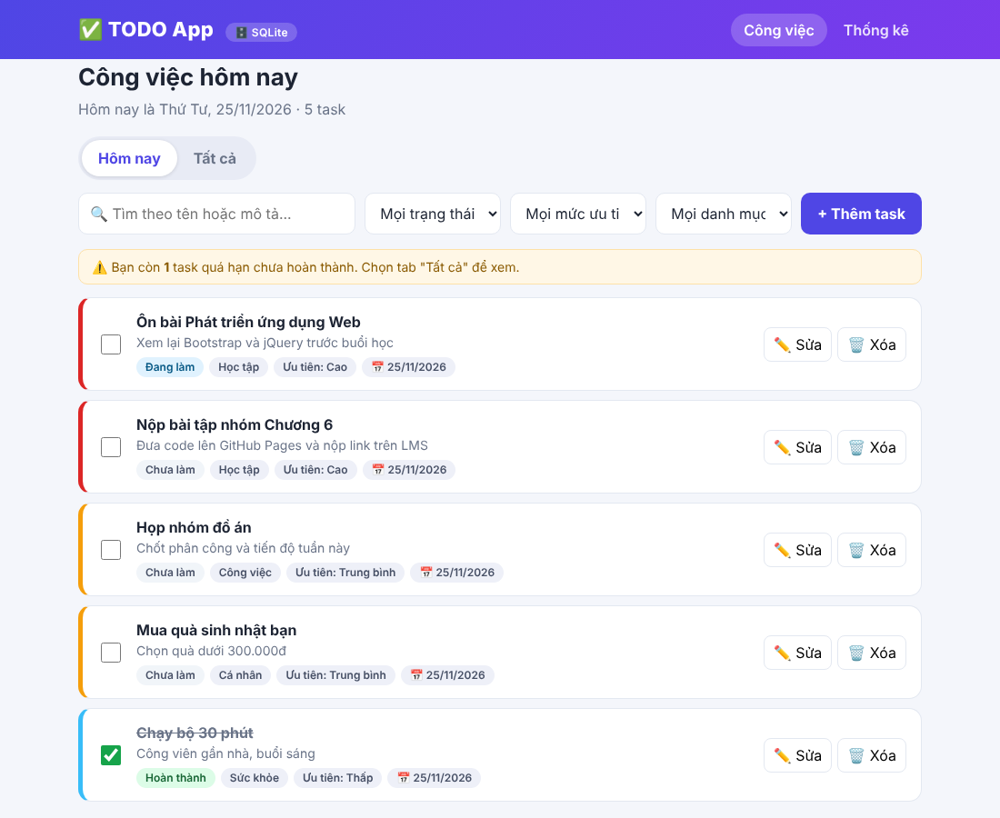 ✅ TODO App 🗄️ SQLite Công việc Thống kê
Công việc hôm nay
Hôm nay là Thứ Tư, 25/11/2026 · 5 task
Hôm nay Tất cả
🔍 Tìm theo tên hoặc mô tả... Mọi trạng thái Mọi mức ưu ti Mọi danh mục + Thêm task
⚠️ Bạn còn 1 task quá hạn chưa hoàn thành. Chọn tab "Tất cả" để xem.
Ôn bài Phát triển ứng dụng Web
Xem lại Bootstrap và jQuery trước buổi học
Đang làm Học tập Ưu tiên: Cao 📅 25/11/2026
✏️ Sửa 🗑️ Xóa
Nộp bài tập nhóm Chương 6
Đưa code lên GitHub Pages và nộp link trên LMS
Chưa làm Học tập Ưu tiên: Cao 📅 25/11/2026
✏️ Sửa 🗑️ Xóa
Họp nhóm đồ án
Chốt phân công và tiến độ tuần này
Chưa làm Công việc Ưu tiên: Trung bình 📅 25/11/2026
✏️ Sửa 🗑️ Xóa
Mua quà sinh nhật bạn
Chọn quà dưới 300.000đ
Chưa làm Cá nhân Ưu tiên: Trung bình 📅 25/11/2026
✏️ Sửa 🗑️ Xóa
Chạy bộ 30 phút
Công viên gần nhà, buổi sáng
Hoàn thành Sức khỏe Ưu tiên: Thấp 📅 25/11/2026
✏️ Sửa 🗑️ Xóa